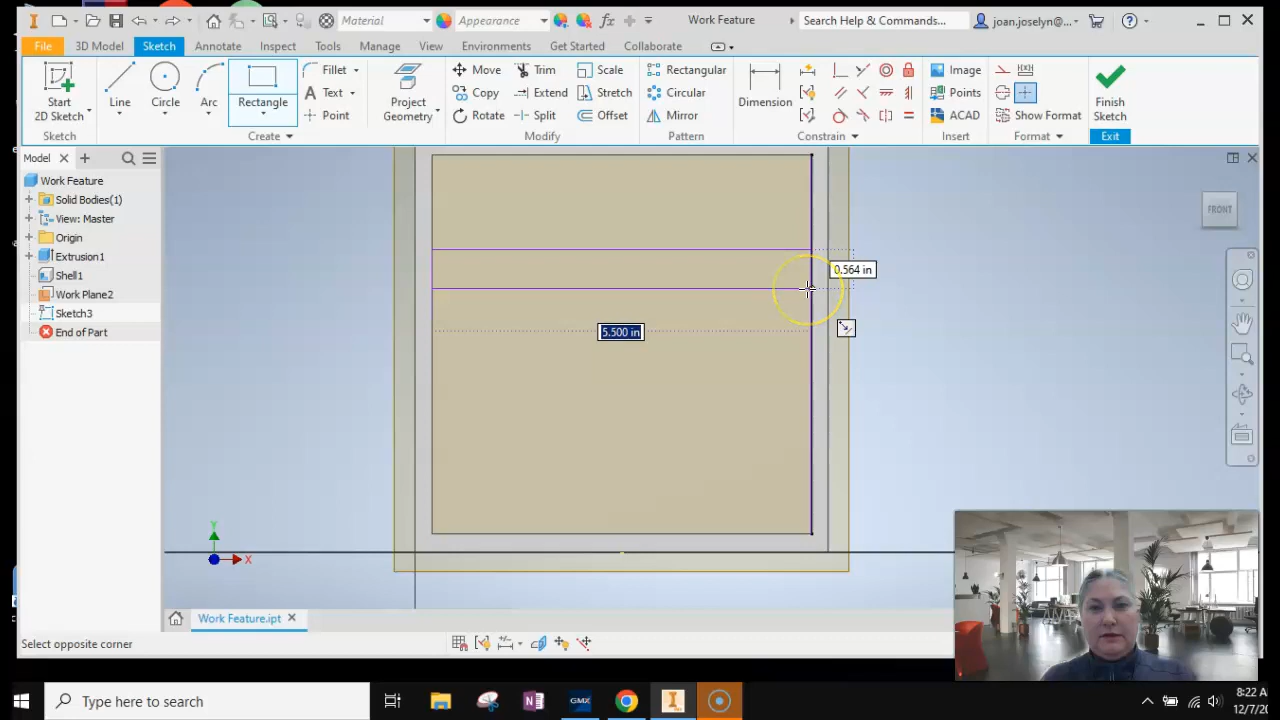 Material
Appearance
Work Feature
Search Help & Commands...
joan.joselyn@...
File
3D Model
Sketch
Annotate
Inspect
Tools
Manage
View
Environments
Get Started
Collaborate
Start
2D Sketch
Line
Circle
Arc
Rectangle
Fillet
Text
Point
Project
Geometry
Move
Copy
Rotate
Trim
Extend
Split
Scale
Stretch
Offset
Rectangular
Circular
Mirror
Dimension
Image
Points
ACAD
Show Format
Finish
Sketch
Sketch
Create
Modify
Pattern
Constrain
Insert
Format
Exit
Model
Work Feature
Solid Bodies(1)
View: Master
Origin
Extrusion1
Shell1
Work Plane2
Sketch3
End of Part
FRONT
0.564 in
5.500 in
Y
X
Work Feature.ipt
Select opposite corner
Type here to search
GMX
8:22
12/7/20